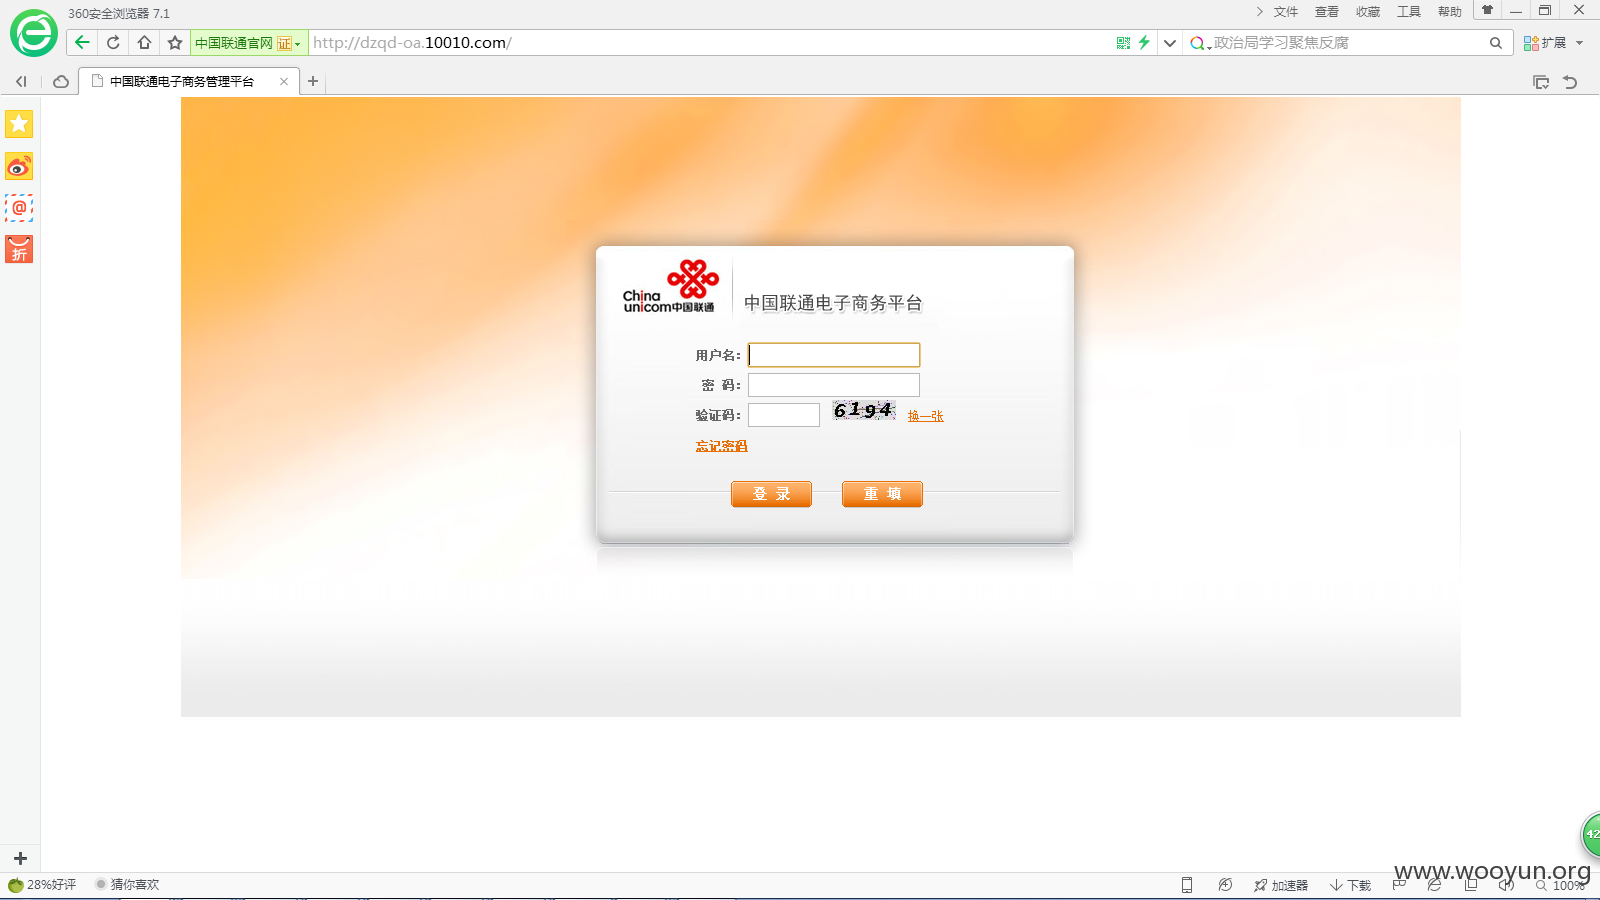 360安全浏览器 7.1
文件 查看 收藏 工具 帮助
中国联通官网 证 http://dzqd-oa.10010.com/ 政治局学习聚焦反腐 扩展
中国联通电子商务管理平台
@
折
China unicom中国联通
中国联通电子商务平台
用户名：
密 码：
验证码： 6194 换一张
忘记密码
登 录 重 填
42
www.wooyun.org
28%好评 猜你喜欢 加速器 下载 100%